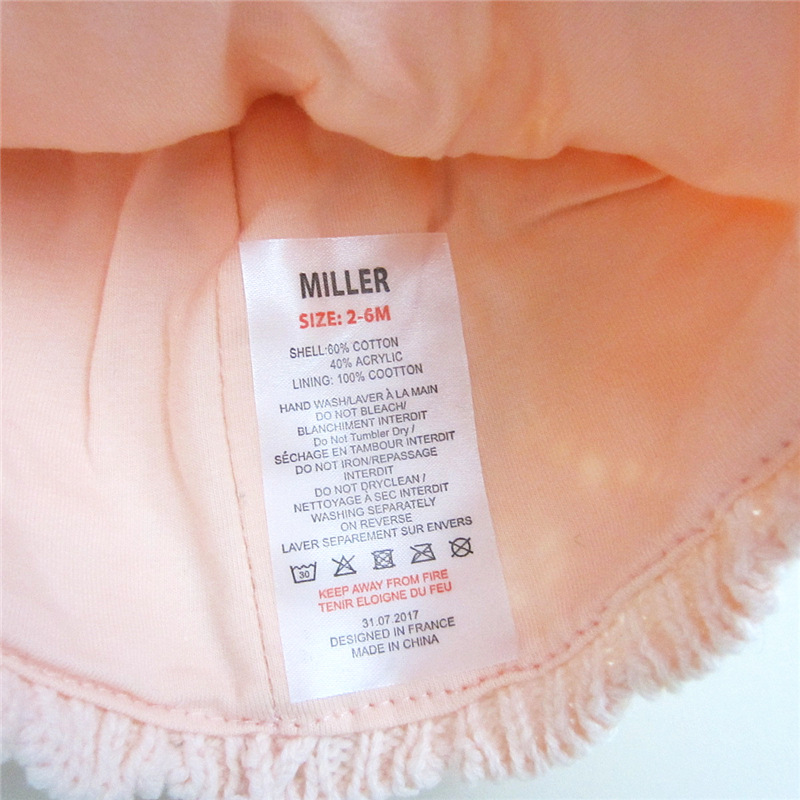 MILLER
SIZE: 2-6M
SHELL:60% COTTON
40% ACRYLIC
LINING: 100% COOTTON
HAND WASH/LAVER À LA MAIN
DO NOT BLEACH/
BLANCHIMENT INTERDIT
Do Not Tumbler Dry /
SÉCHAGE EN TAMBOUR INTERDIT
DO NOT IRON/REPASSAGE
INTERDIT
DO NOT DRYCLEAN /
NETTOYAGE À SEC INTERDIT
WASHING SEPARATELY
ON REVERSE
LAVER SEPAREMENT SUR ENVERS
30
KEEP AWAY FROM FIRE
TENIR ELOIGNE DU FEU
31.07.2017
DESIGNED IN FRANCE
MADE IN CHINA